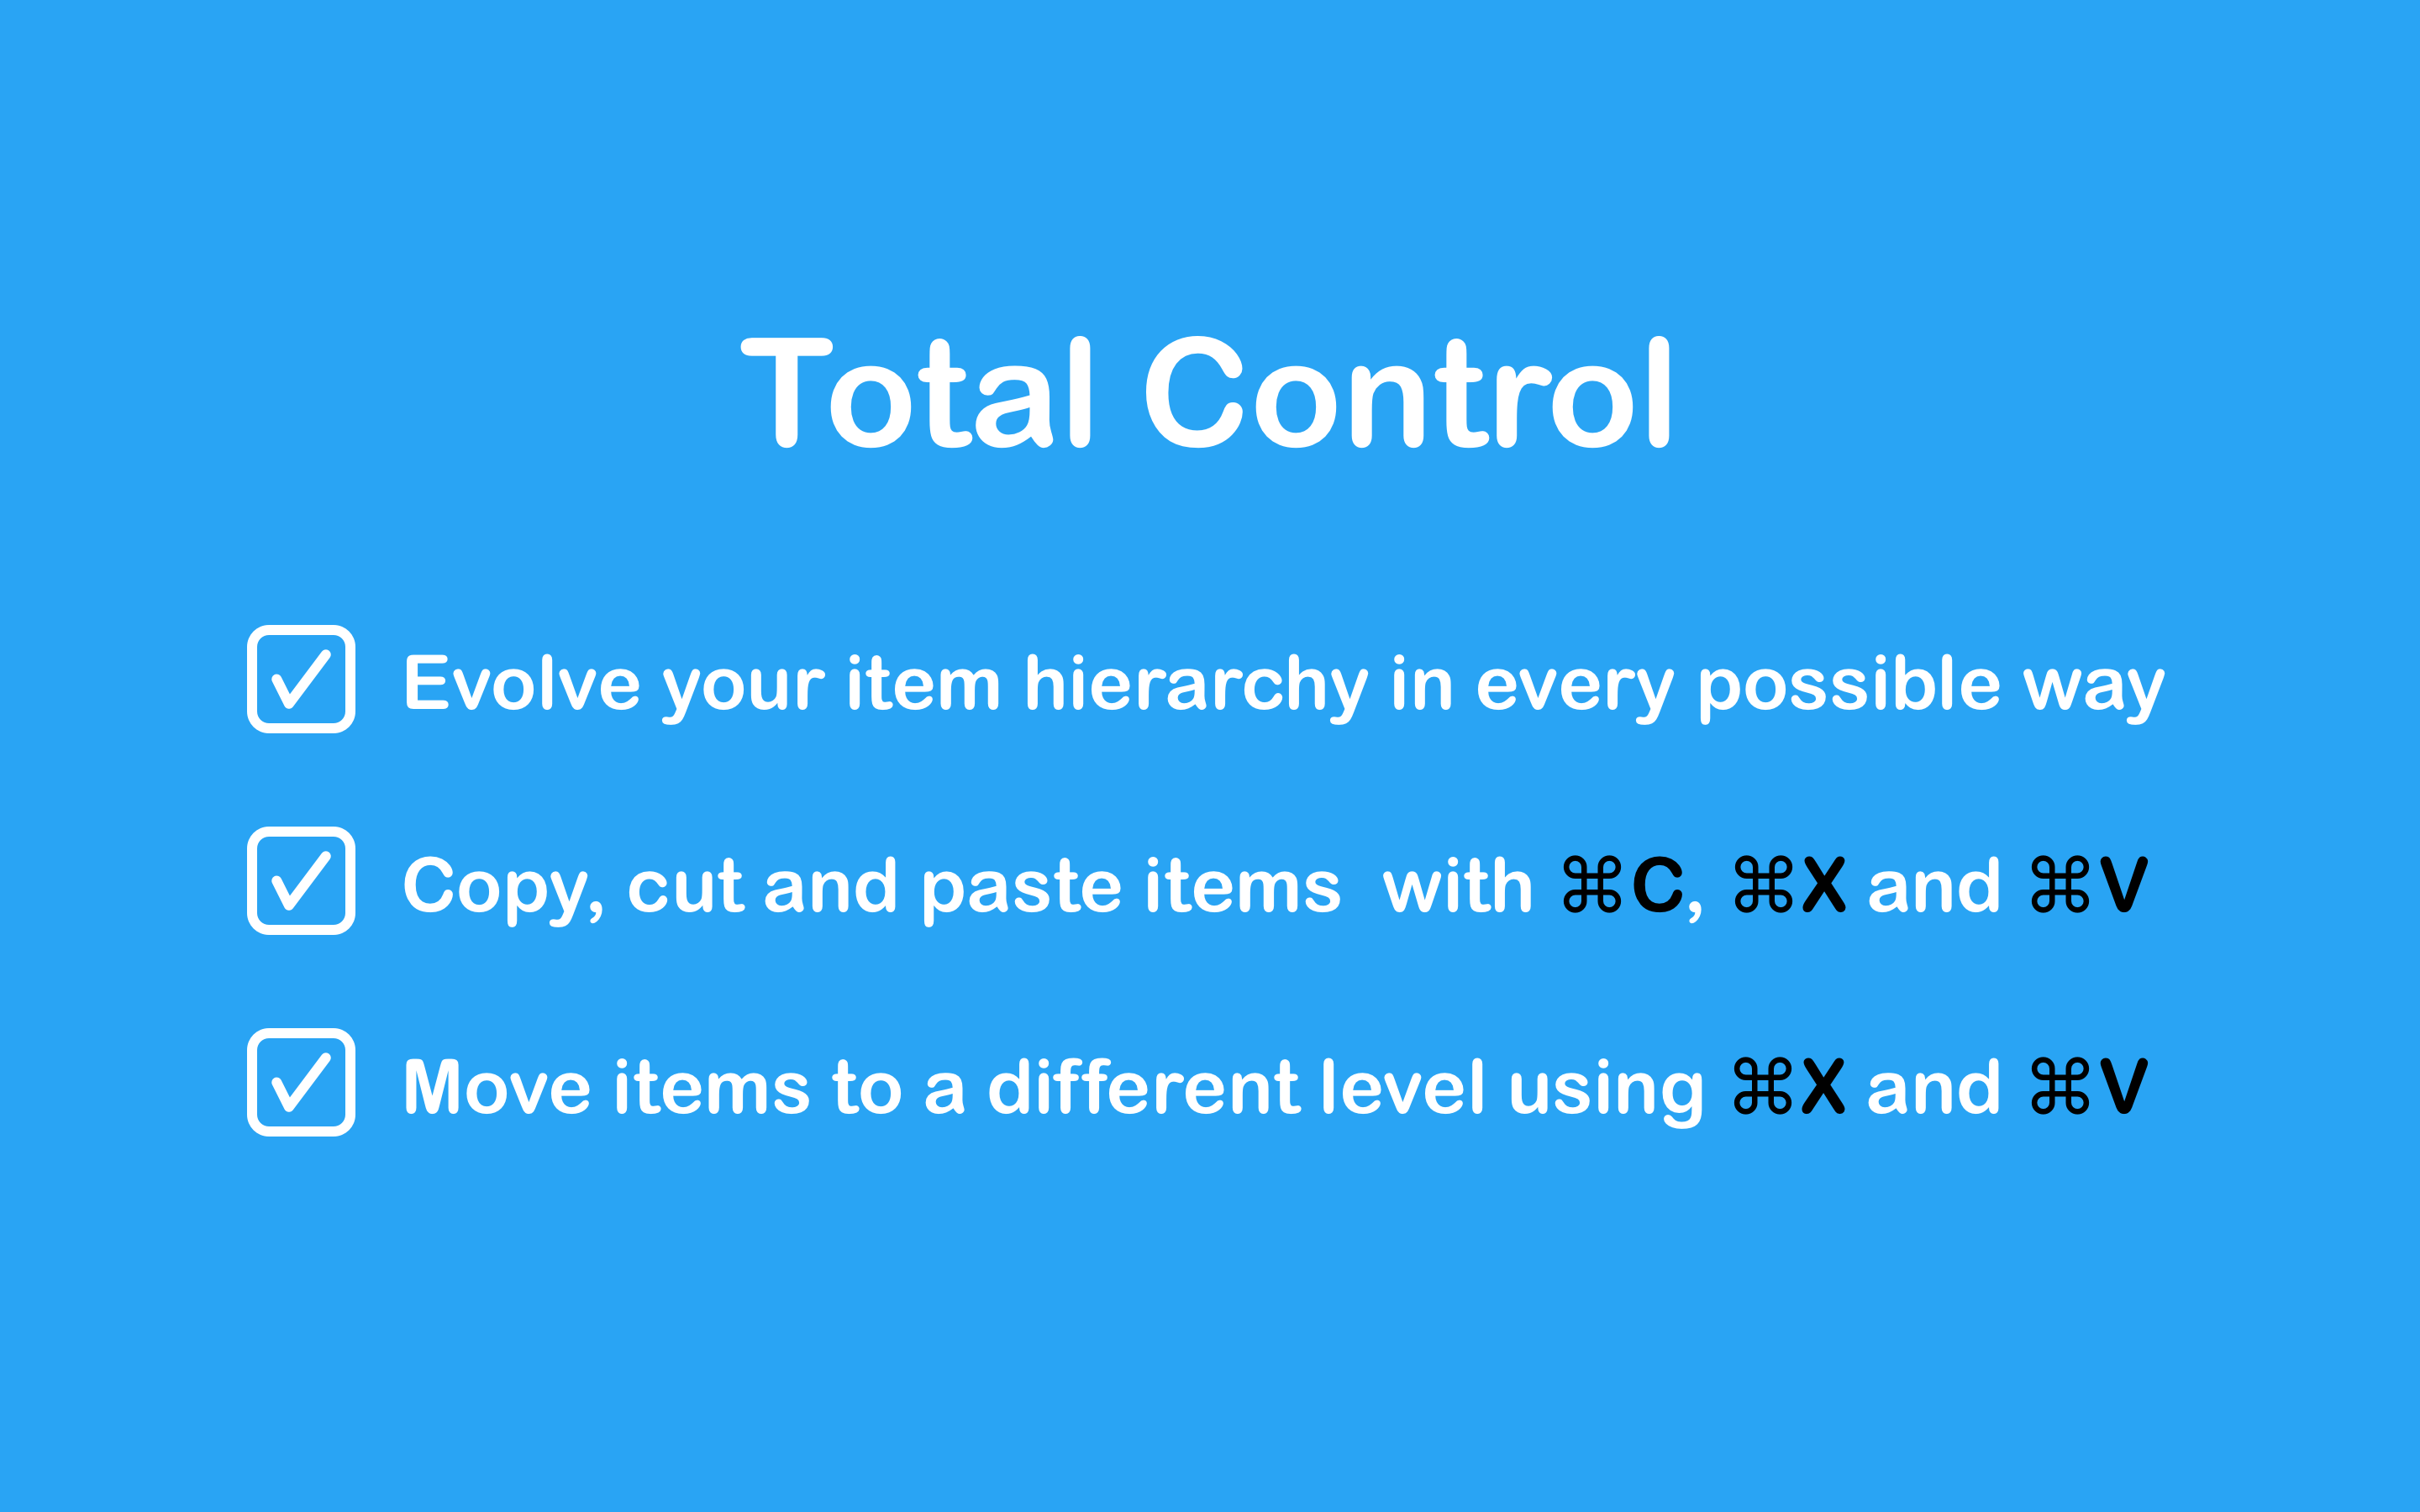 Total Control
Evolve your item hierarchy in every possible way
Copy, cut and paste items with ⌘C, ⌘X and ⌘V
Move items to a different level using ⌘X and ⌘V